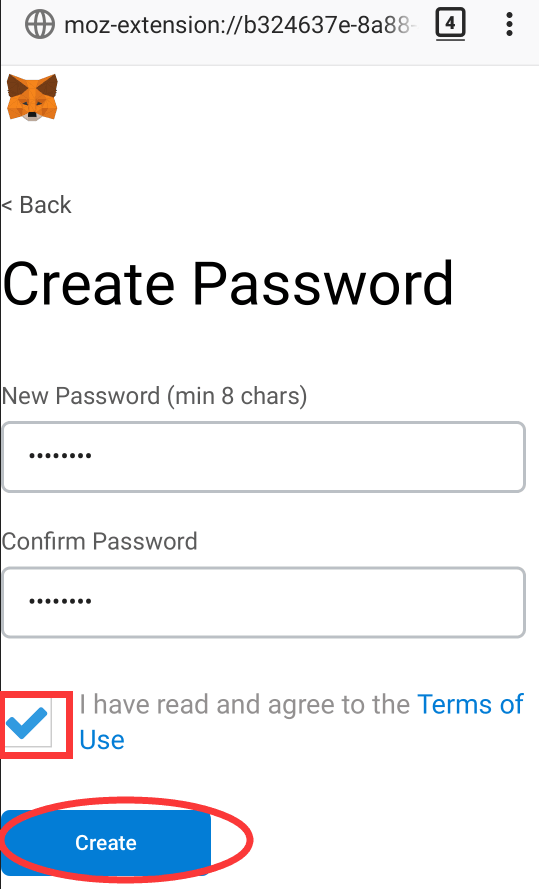 moz-extension://b324637e-8a88-
4
< Back
Create Password
New Password (min 8 chars)
••••••••
Confirm Password
••••••••
I have read and agree to the Terms of
Use
Create